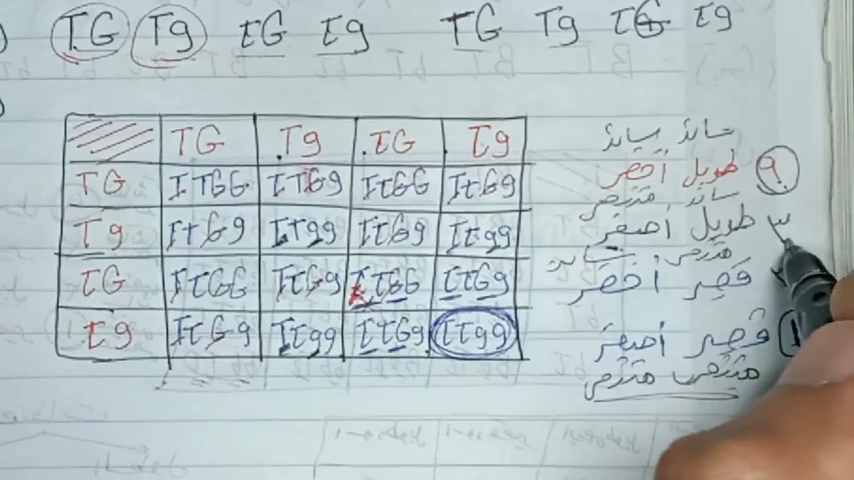 TG Tg tG tg TG Tg tG tg
TG Tg tG tg
TG TTGG TTGg TtGG TtGg
Tg TtGg TTgg TtGg Ttgg
tG TtGG TtGg ttGG ttGg
tg TtGg Ttgg ttGg ttgg
سائد سائد
طويل أخضر ٩
سائد متنحي
طويل أصفر ٣
متنحي سائد
قصير أخضر
قصير أصفر ١
متنحي متنحي